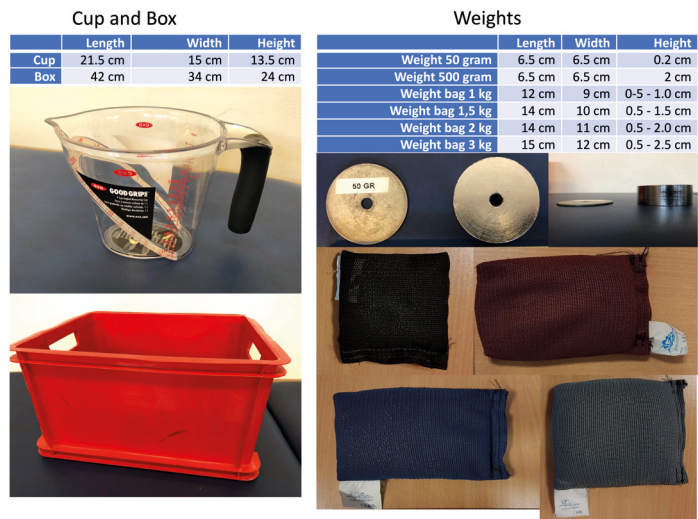 Cup and Box
Length Width Height
Cup 21.5 cm 15 cm 13.5 cm
Box 42 cm 34 cm 24 cm
OXO
OXO
GOOD GRIPS
Weights
Length Width Height
Weight 50 gram 6.5 cm 6.5 cm 0.2 cm
Weight 500 gram 6.5 cm 6.5 cm 2 cm
Weight bag 1 kg 12 cm 9 cm 0-5 - 1.0 cm
Weight bag 1,5 kg 14 cm 10 cm 0.5 - 1.5 cm
Weight bag 2 kg 14 cm 11 cm 0.5 - 2.0 cm
Weight bag 3 kg 15 cm 12 cm 0.5 - 2.5 cm
50 GR